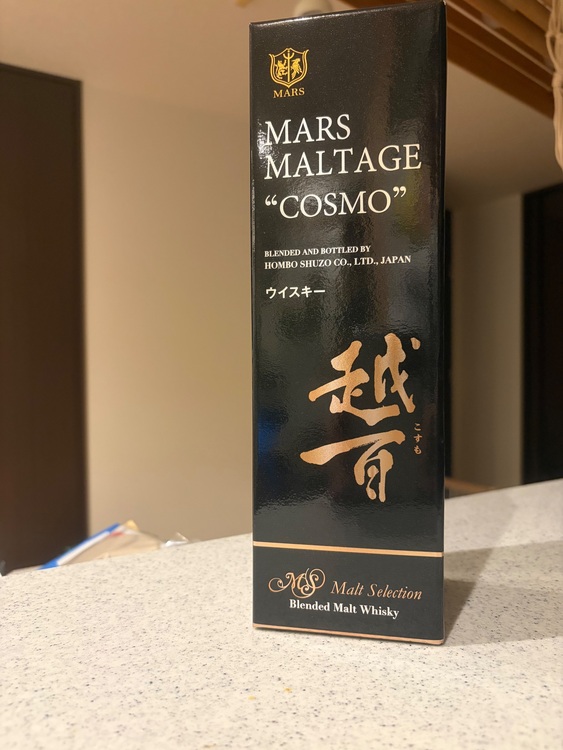 MARS
MARS
MALTAGE
“COSMO”
BLENDED AND BOTTLED BY
HOMBO SHUZO CO., LTD., JAPAN
ウイスキー
越百
こすも
MS Malt Selection
Blended Malt Whisky